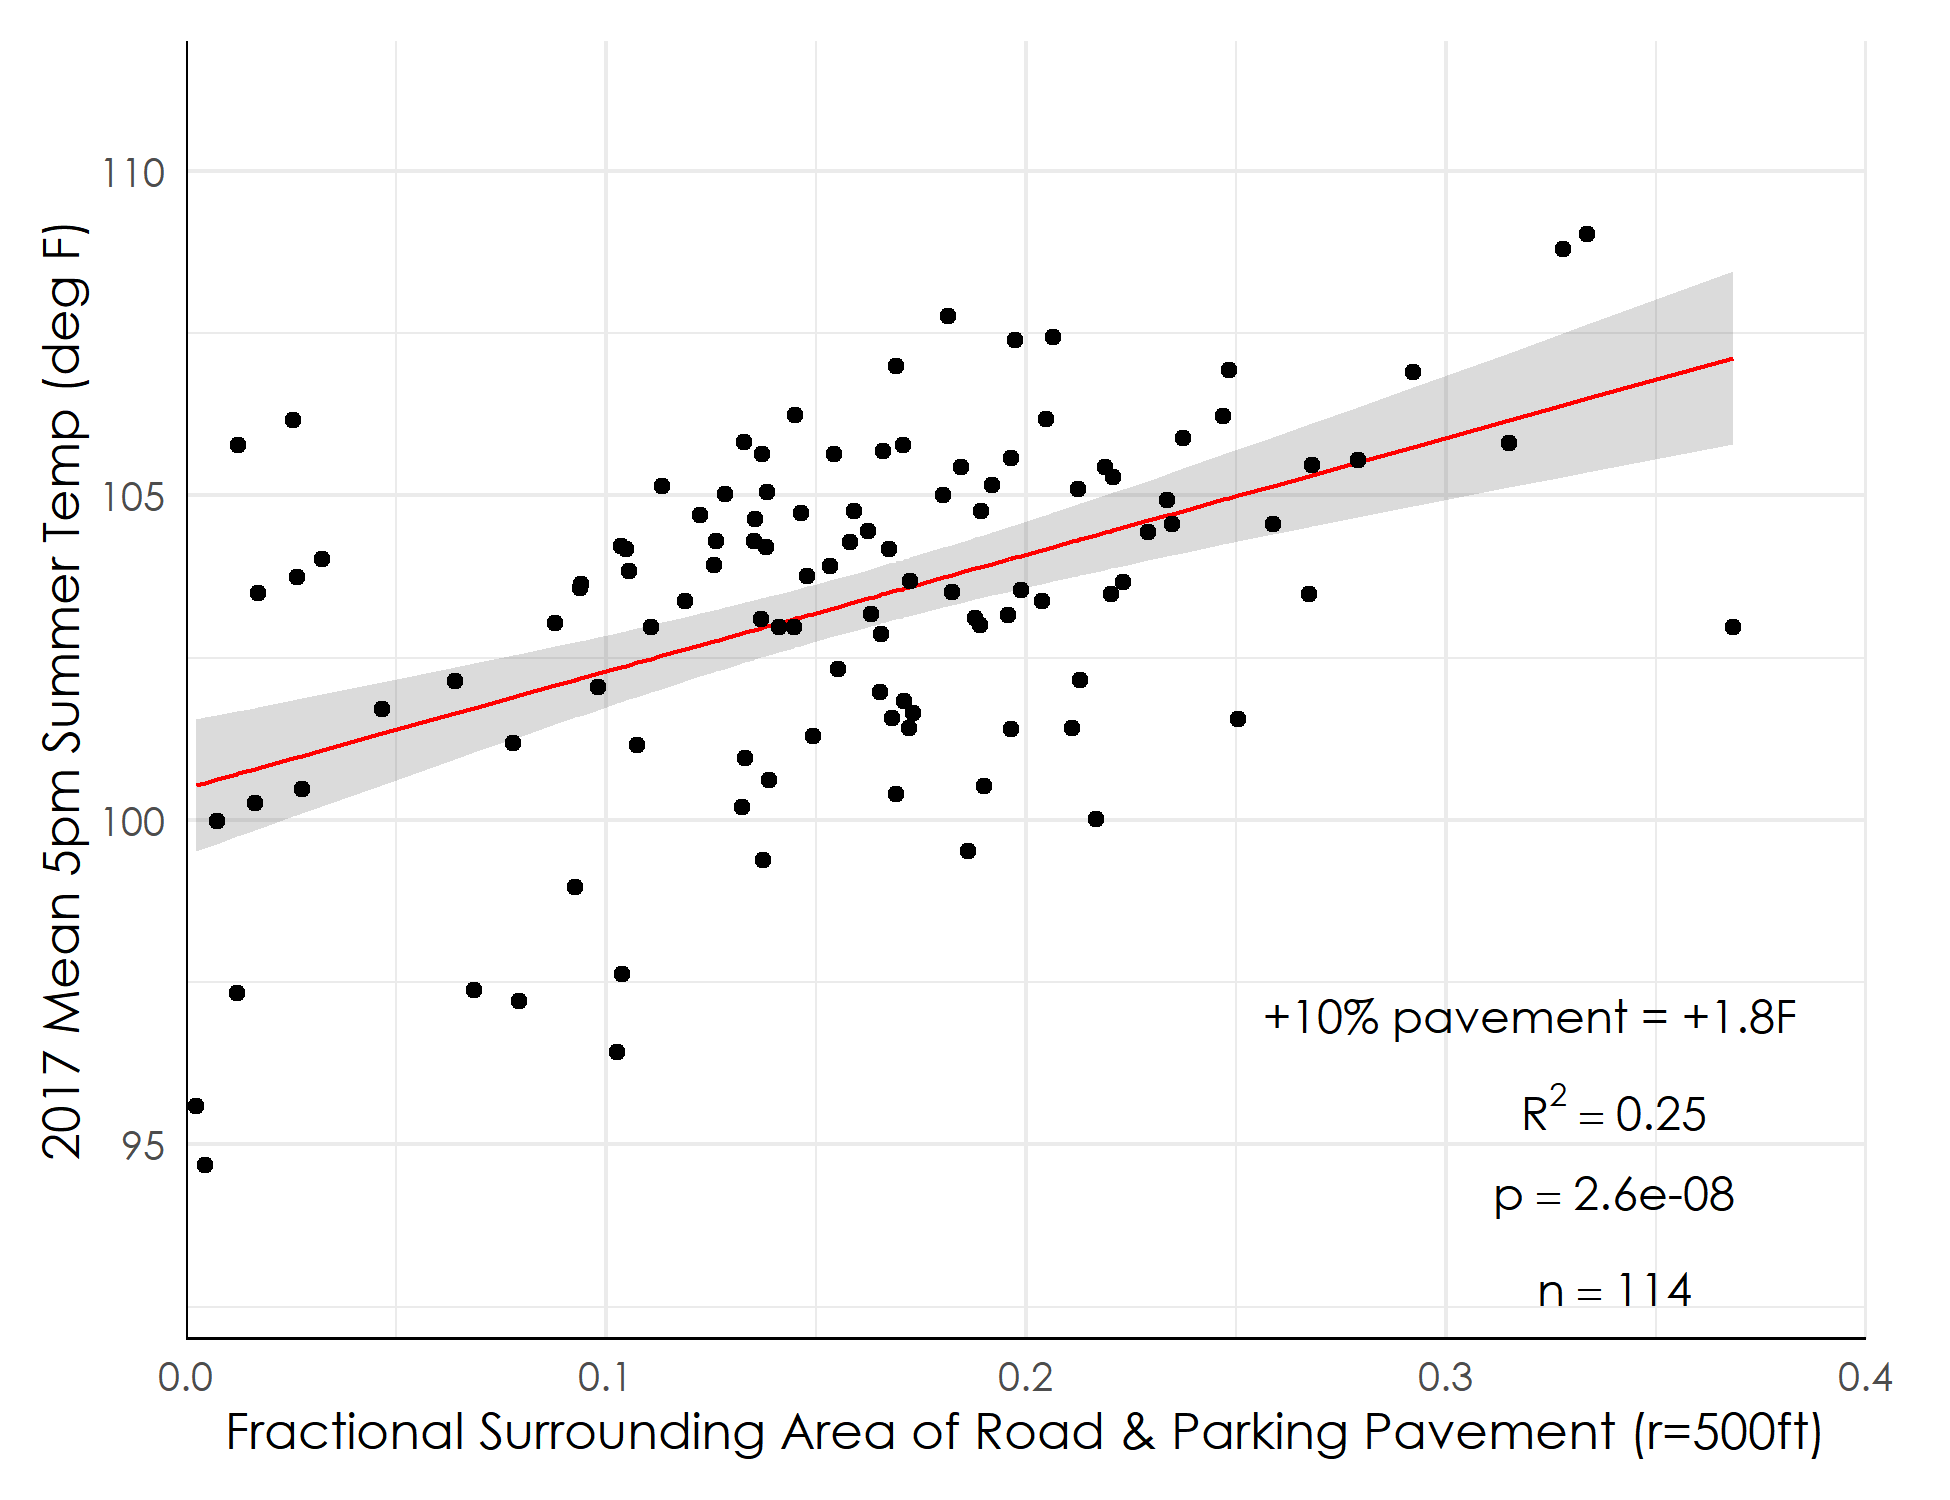 110
105
100
95
2017 Mean 5pm Summer Temp (deg F)
+10% pavement = +1.8F
R² = 0.25
p = 2.6e-08
n = 114
0.0 0.1 0.2 0.3 0.4
Fractional Surrounding Area of Road & Parking Pavement (r=500ft)